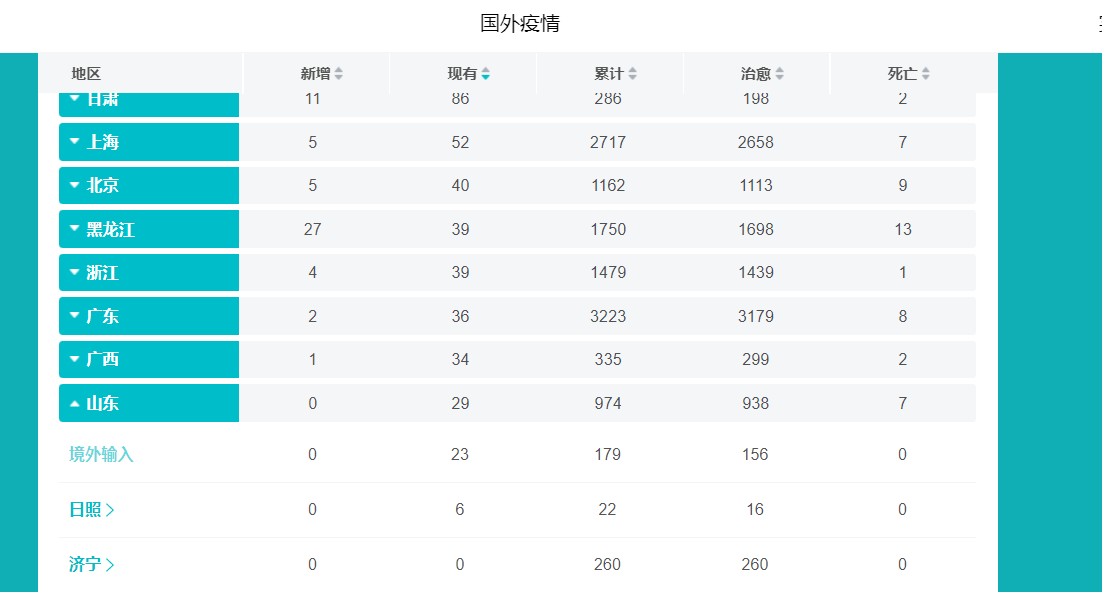 国外疫情
地区 新增 现有 累计 治愈 死亡
甘肃 11 86 286 198 2
上海 5 52 2717 2658 7
北京 5 40 1162 1113 9
黑龙江 27 39 1750 1698 13
浙江 4 39 1479 1439 1
广东 2 36 3223 3179 8
广西 1 34 335 299 2
山东 0 29 974 938 7
境外输入 0 23 179 156 0
日照 0 6 22 16 0
济宁 0 0 260 260 0